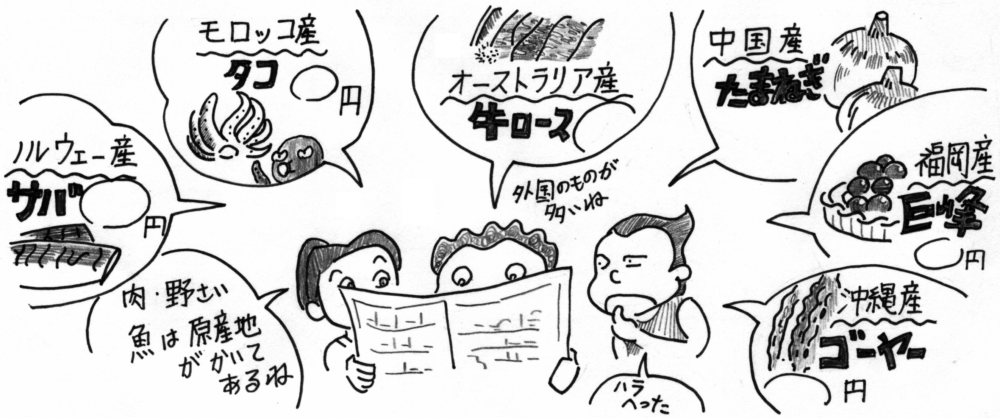 モロッコ産
タコ
円
オーストラリア産
牛ロース
中国産
たまねぎ
ノルウェー産
サバ
円
福岡産
巨峰
円
外国のものが
多いね
肉・野さい
魚は原産地
がかいて
あるね
沖縄産
ゴーヤー
円
ハラ
へった